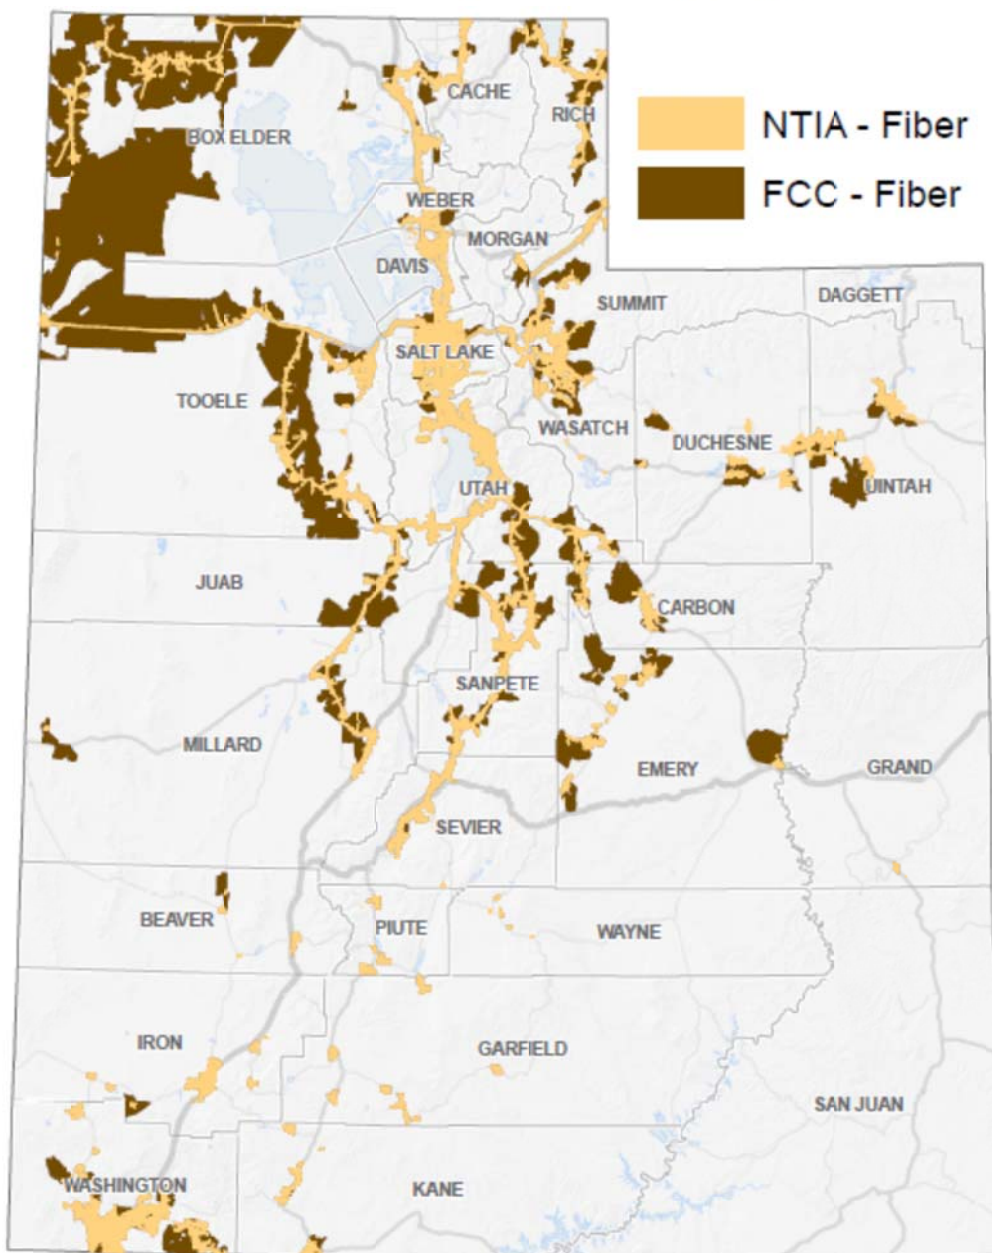 CACHE
RICH
NTIA - Fiber
BOX ELDER
FCC - Fiber
WEBER
MORGAN
DAVIS
SUMMIT
DAGGETT
SALT LAKE
TOOELE
WASATCH
DUCHESNE
UTAH
UINTAH
JUAB
CARBON
SANPETE
MILLARD
EMERY
GRAND
SEVIER
BEAVER
PIUTE
WAYNE
IRON
GARFIELD
SAN JUAN
WASHINGTON
KANE